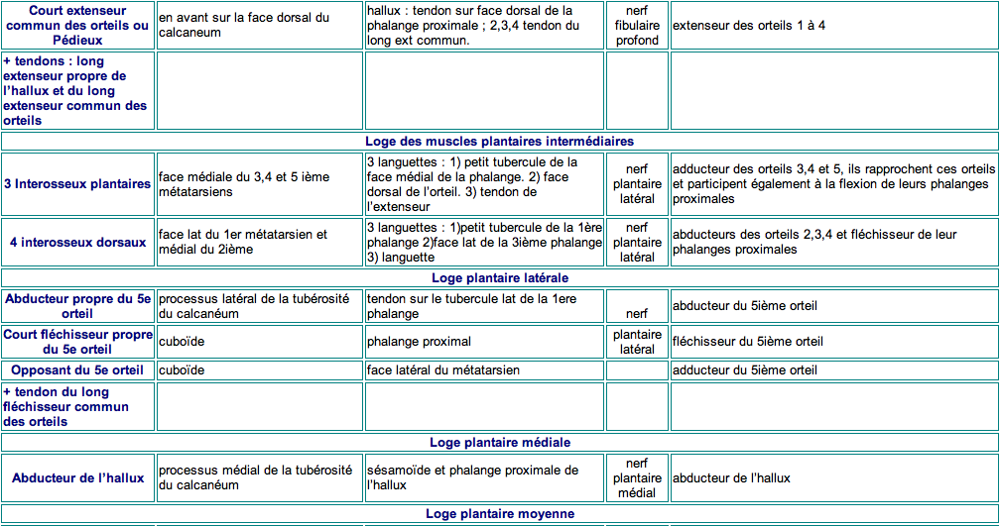 Court extenseur
commun des orteils ou
Pédieux
en avant sur la face dorsal du
calcaneum
hallux : tendon sur face dorsal de la
phalange proximale ; 2,3,4 tendon du
long ext commun.
nerf
fibulaire
profond
extenseur des orteils 1 à 4
+ tendons : long
extenseur propre de
l'hallux et du long
extenseur commun des
orteils
Loge des muscles plantaires intermédiaires
3 Interosseux plantaires
face médiale du 3,4 et 5 ième
métatarsiens
3 languettes : 1) petit tubercule de la
face médial de la phalange. 2) face
dorsal de l'orteil. 3) tendon de
l'extenseur
nerf
plantaire
latéral
adducteur des orteils 3,4 et 5, ils rapprochent ces orteils
et participent également à la flexion de leurs phalanges
proximales
4 interosseux dorsaux
face lat du 1er métatarsien et
médial du 2ième
3 languettes : 1)petit tubercule de la 1ère
phalange 2)face lat de la 3ième phalange
3) languette
nerf
plantaire
latéral
abducteurs des orteils 2,3,4 et fléchisseur de leur
phalanges proximales
Loge plantaire latérale
Abducteur propre du 5e
orteil
processus latéral de la tubérosité
du calcanéum
tendon sur le tubercule lat de la 1ere
phalange
nerf
abducteur du 5ième orteil
Court fléchisseur propre
du 5e orteil
cuboïde
phalange proximal
plantaire
latéral
fléchisseur du 5ième orteil
Opposant du 5e orteil
cuboïde
face latéral du métatarsien
adducteur du 5ième orteil
+ tendon du long
fléchisseur commun
des orteils
Loge plantaire médiale
Abducteur de l'hallux
processus médial de la tubérosité
du calcanéum
sésamoïde et phalange proximale de
l'hallux
nerf
plantaire
médial
abducteur de l'hallux
Loge plantaire moyenne